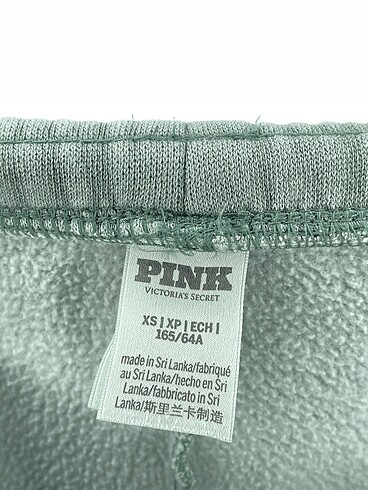 PINK
VICTORIA'S SECRET
XS | XP | ECH |
165/64A
made in Sri Lanka/fabriqué
au Sri Lanka/hecho en Sri
Lanka/fabbricato in Sri
Lanka/斯里兰卡制造